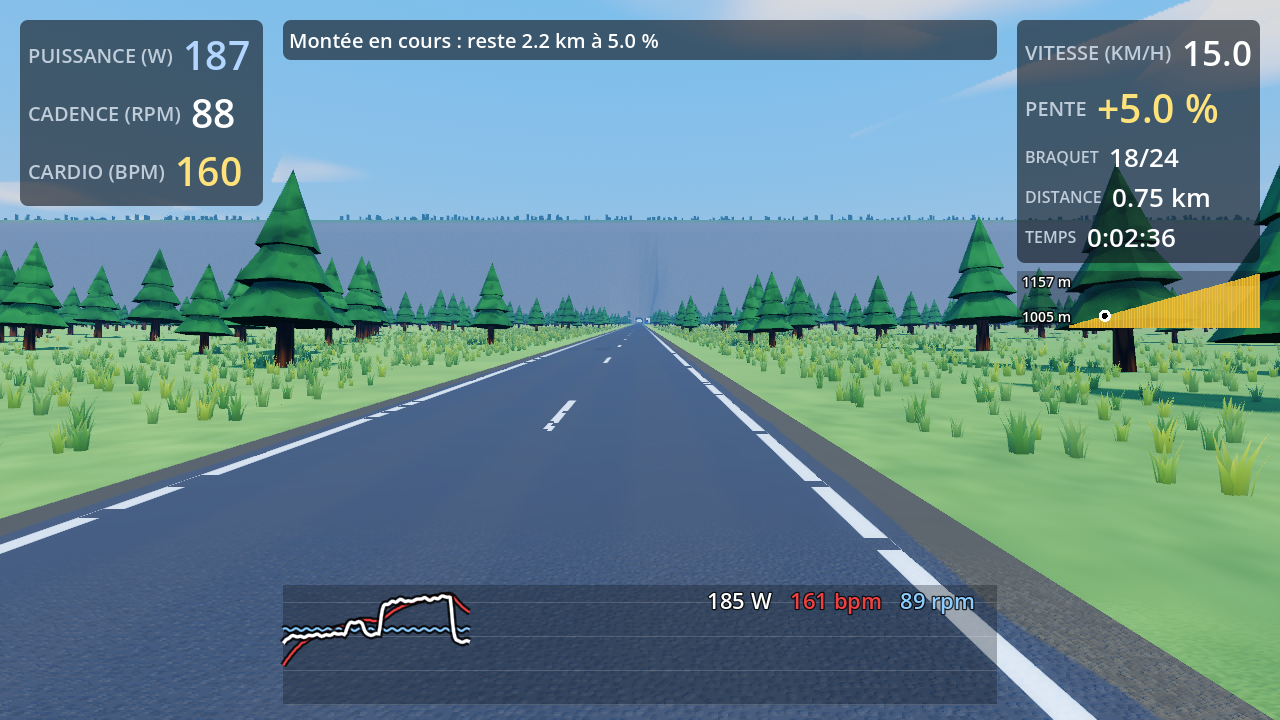 PUISSANCE (W) 187
CADENCE (RPM) 88
CARDIO (BPM) 160
Montée en cours : reste 2.2 km à 5.0 %
VITESSE (KM/H) 15.0
PENTE +5.0 %
BRAQUET 18/24
DISTANCE 0.75 km
TEMPS 0:02:36
1157 m
1005 m
185 W 161 bpm 89 rpm